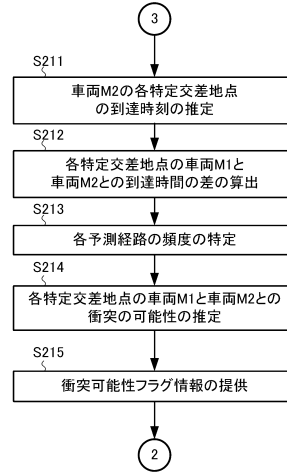 3
S211
車両M2の各特定交差地点
の到達時刻の推定
S212
各特定交差地点の車両M1と
車両M2との到達時間の差の算出
S213
各予測経路の頻度の特定
S214
各特定交差地点の車両M1と車両M2との
衝突の可能性の推定
S215
衝突可能性フラグ情報の提供
2